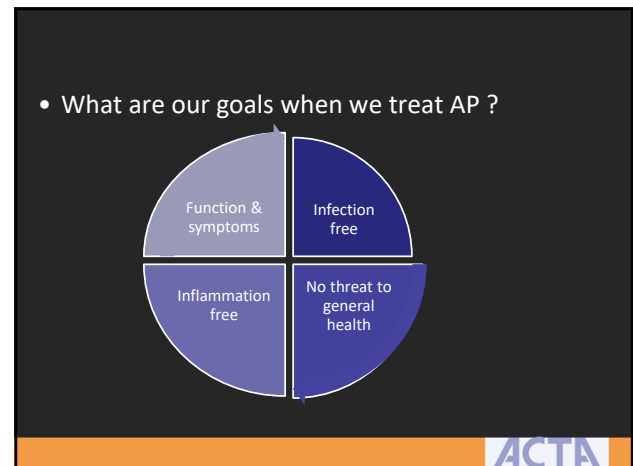 • What are our goals when we treat AP ?
Function &
symptoms
Infection
free
Inflammation
free
No threat to
general
health
ACTA